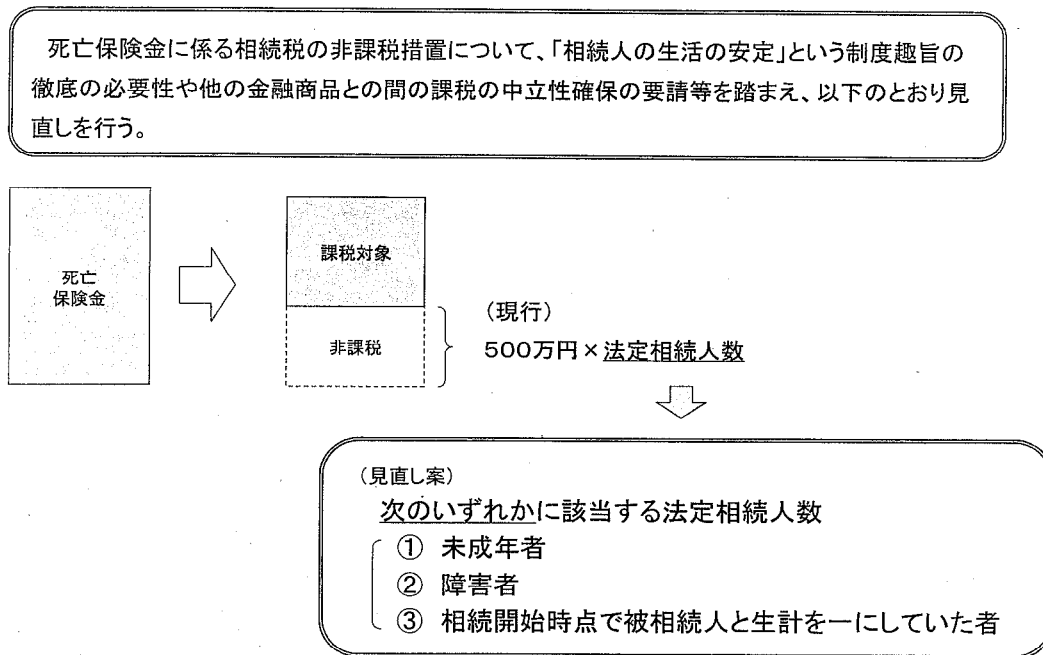 死亡保険金に係る相続税の非課税措置について、「相続人の生活の安定」という制度趣旨の
徹底の必要性や他の金融商品との間の課税の中立性確保の要請等を踏まえ、以下のとおり見
直しを行う。
死亡
保険金
課税対象
非課税
（現行）
500万円×法定相続人数
（見直し案）
次のいずれかに該当する法定相続人数
① 未成年者
② 障害者
③ 相続開始時点で被相続人と生計を一にしていた者